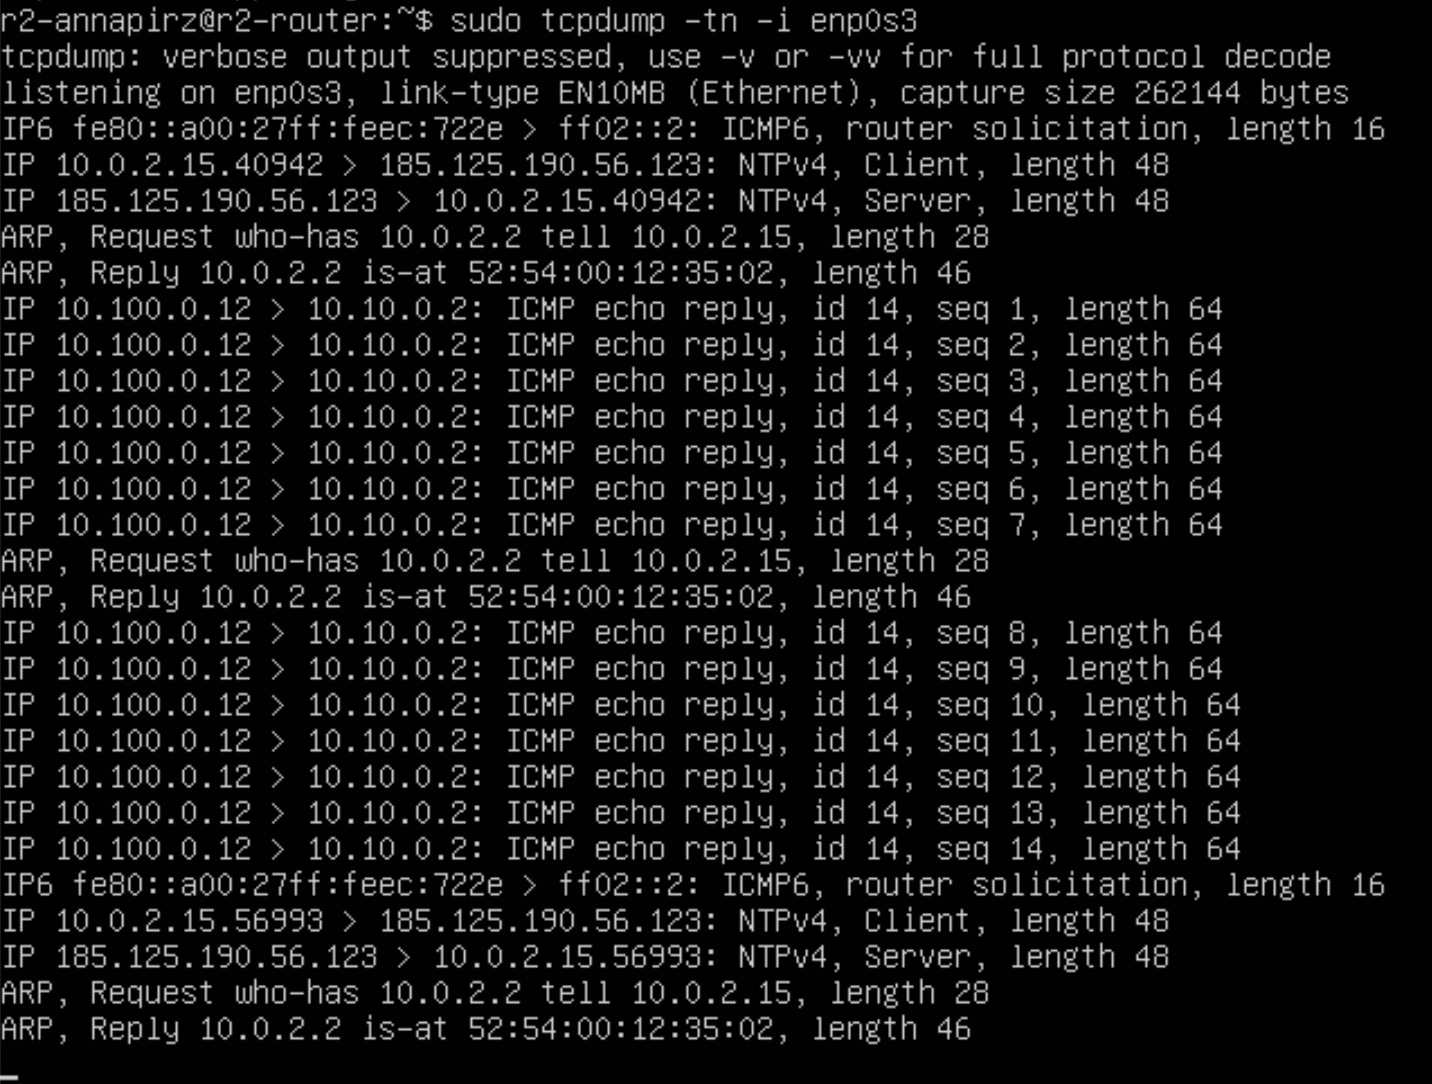 r2-annapirz@r2-router:~$ sudo tcpdump -tn -i enp0s3
tcpdump: verbose output suppressed, use -v or -vv for full protocol decode
listening on enp0s3, link-type EN10MB (Ethernet), capture size 262144 bytes
IP6 fe80::a00:27ff:feec:722e > ff02::2: ICMP6, router solicitation, length 16
IP 10.0.2.15.40942 > 185.125.190.56.123: NTPv4, Client, length 48
IP 185.125.190.56.123 > 10.0.2.15.40942: NTPv4, Server, length 48
ARP, Request who-has 10.0.2.2 tell 10.0.2.15, length 28
ARP, Reply 10.0.2.2 is-at 52:54:00:12:35:02, length 46
IP 10.100.0.12 > 10.10.0.2: ICMP echo reply, id 14, seq 1, length 64
IP 10.100.0.12 > 10.10.0.2: ICMP echo reply, id 14, seq 2, length 64
IP 10.100.0.12 > 10.10.0.2: ICMP echo reply, id 14, seq 3, length 64
IP 10.100.0.12 > 10.10.0.2: ICMP echo reply, id 14, seq 4, length 64
IP 10.100.0.12 > 10.10.0.2: ICMP echo reply, id 14, seq 5, length 64
IP 10.100.0.12 > 10.10.0.2: ICMP echo reply, id 14, seq 6, length 64
IP 10.100.0.12 > 10.10.0.2: ICMP echo reply, id 14, seq 7, length 64
ARP, Request who-has 10.0.2.2 tell 10.0.2.15, length 28
ARP, Reply 10.0.2.2 is-at 52:54:00:12:35:02, length 46
IP 10.100.0.12 > 10.10.0.2: ICMP echo reply, id 14, seq 8, length 64
IP 10.100.0.12 > 10.10.0.2: ICMP echo reply, id 14, seq 9, length 64
IP 10.100.0.12 > 10.10.0.2: ICMP echo reply, id 14, seq 10, length 64
IP 10.100.0.12 > 10.10.0.2: ICMP echo reply, id 14, seq 11, length 64
IP 10.100.0.12 > 10.10.0.2: ICMP echo reply, id 14, seq 12, length 64
IP 10.100.0.12 > 10.10.0.2: ICMP echo reply, id 14, seq 13, length 64
IP 10.100.0.12 > 10.10.0.2: ICMP echo reply, id 14, seq 14, length 64
IP6 fe80::a00:27ff:feec:722e > ff02::2: ICMP6, router solicitation, length 16
IP 10.0.2.15.56993 > 185.125.190.56.123: NTPv4, Client, length 48
IP 185.125.190.56.123 > 10.0.2.15.56993: NTPv4, Server, length 48
ARP, Request who-has 10.0.2.2 tell 10.0.2.15, length 28
ARP, Reply 10.0.2.2 is-at 52:54:00:12:35:02, length 46